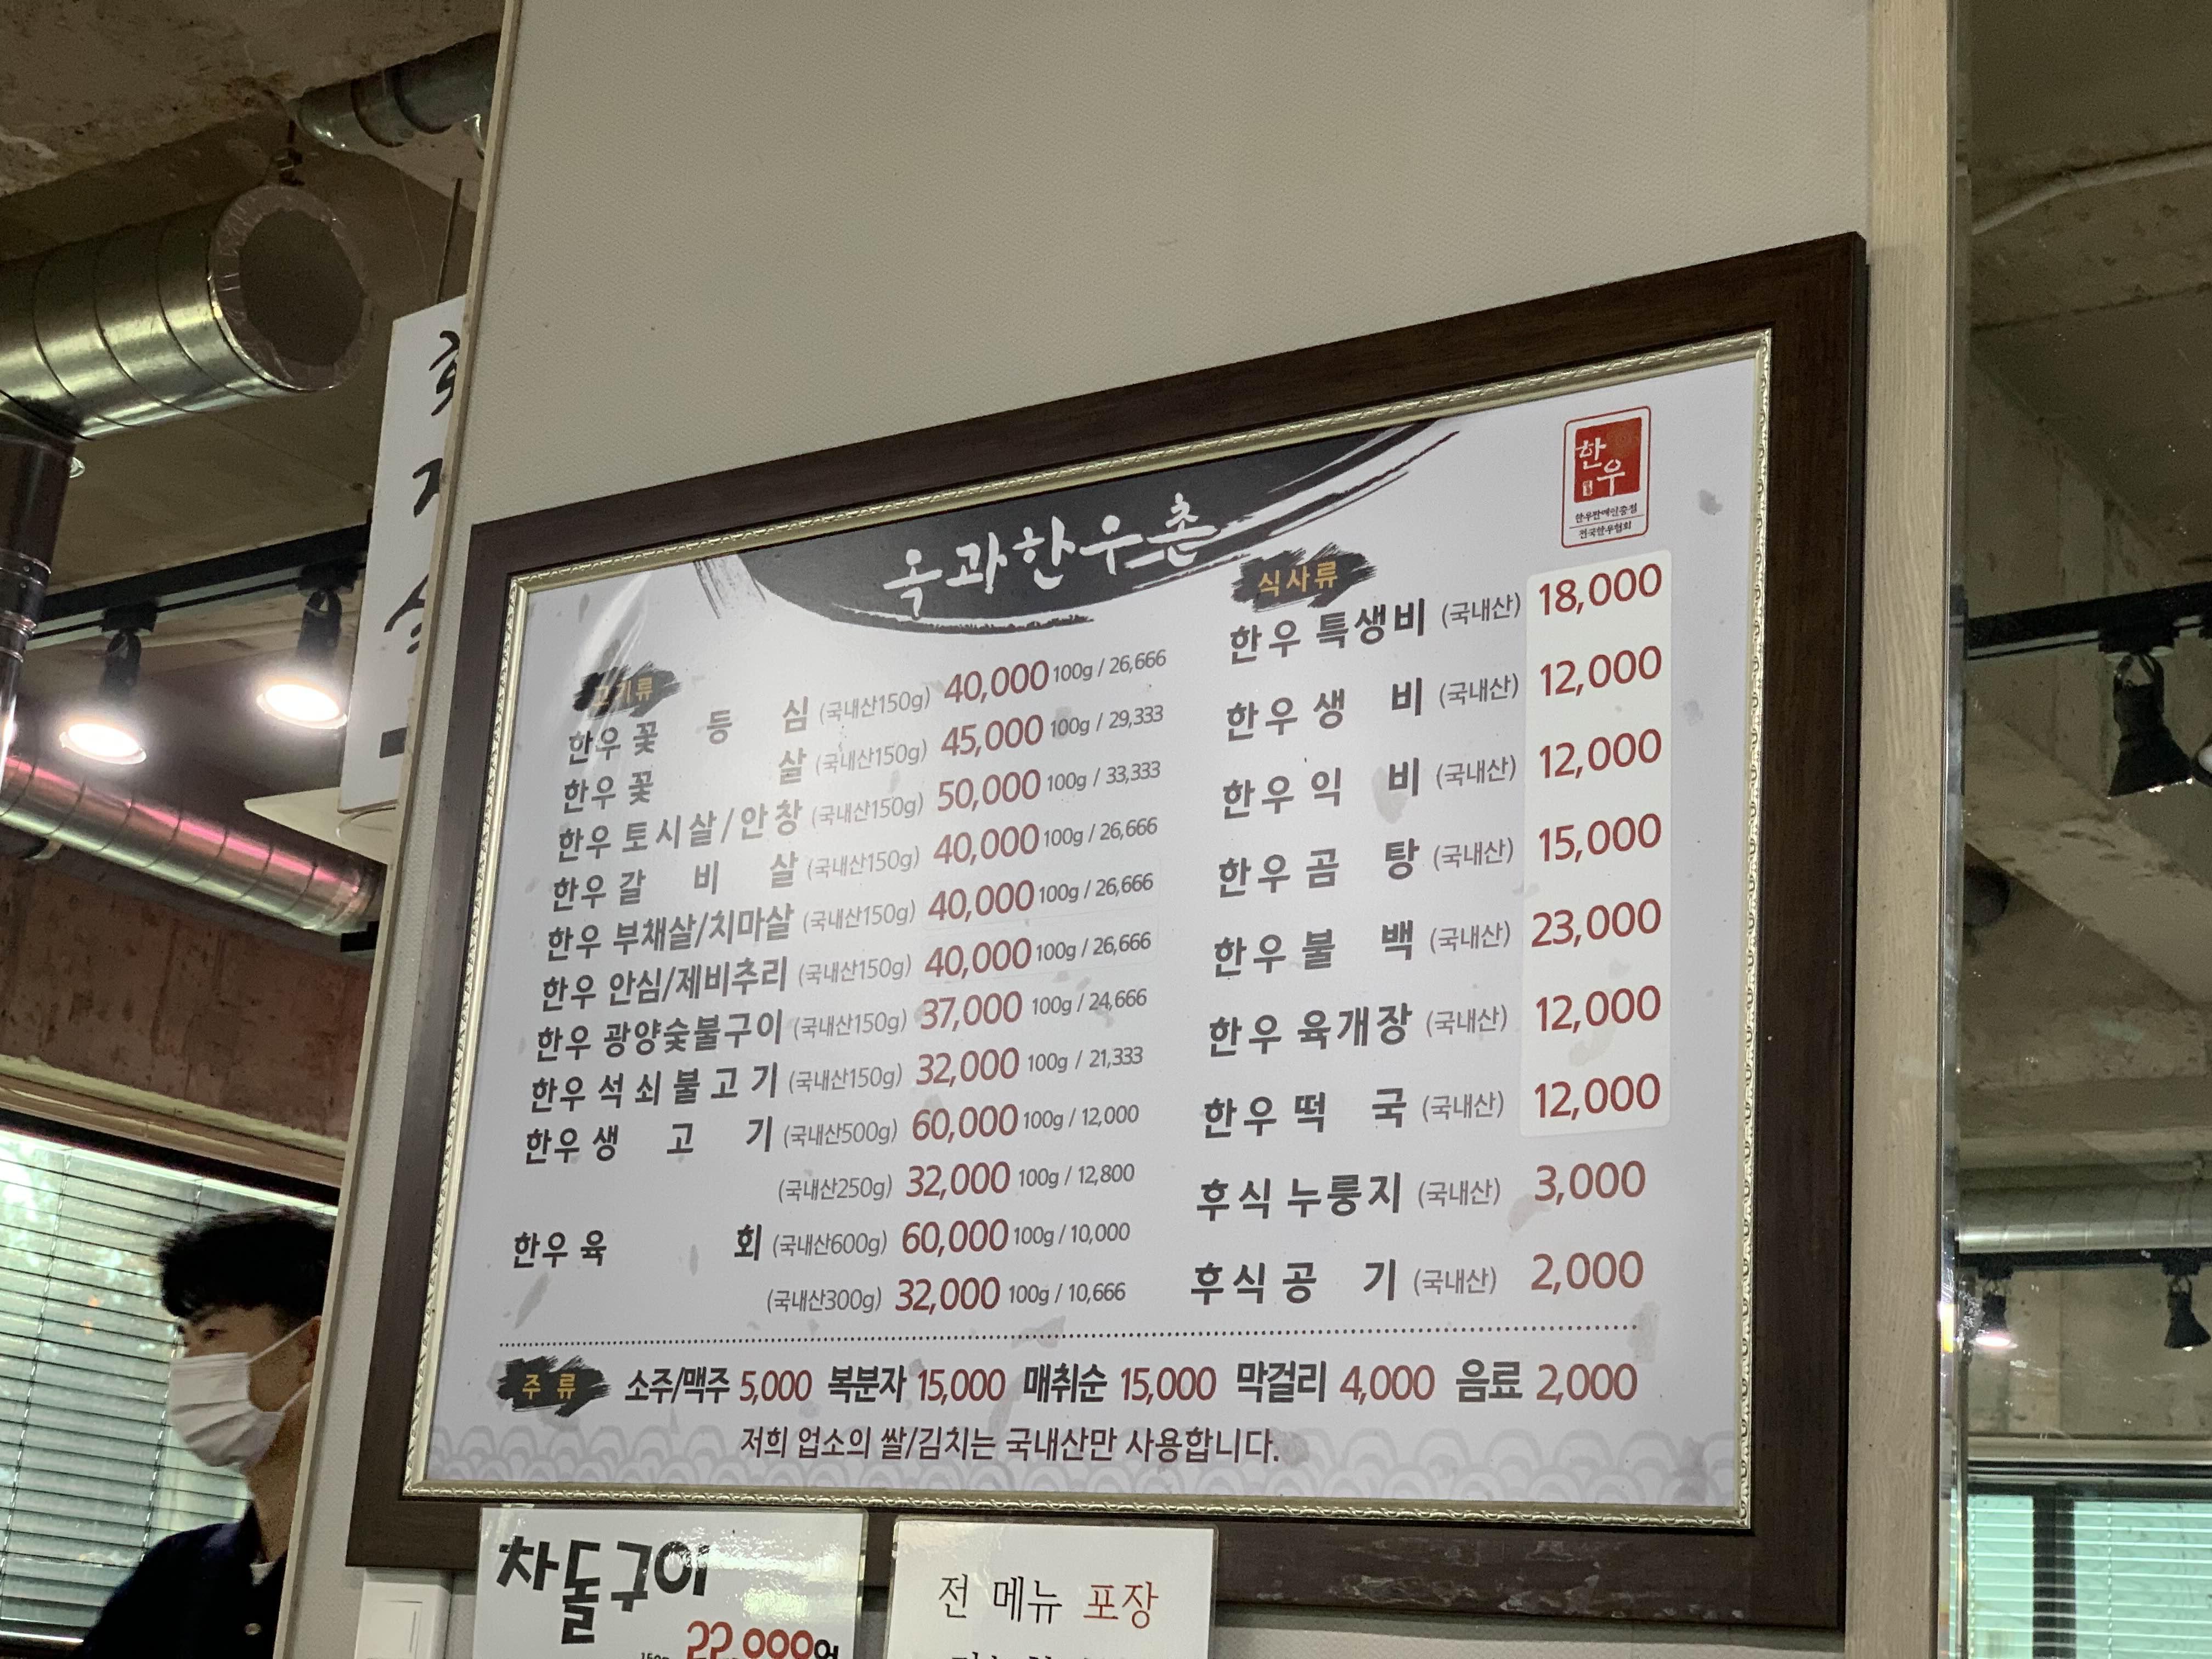 옥과한우촌
한우
한우판매인증점
전국한우협회
고기류
한우 꽃 등 심 (국내산150g) 40,000 100g / 26,666
한우 꽃 살 (국내산150g) 45,000 100g / 29,333
한우 토시살/안창 (국내산150g) 50,000 100g / 33,333
한우 갈 비 살 (국내산150g) 40,000 100g / 26,666
한우 부채살/치마살 (국내산150g) 40,000 100g / 26,666
한우 안심/제비추리 (국내산150g) 40,000 100g / 26,666
한우 광양숯불구이 (국내산150g) 37,000 100g / 24,666
한우 석쇠불고기 (국내산150g) 32,000 100g / 21,333
한우 생 고 기 (국내산500g) 60,000 100g / 12,000
(국내산250g) 32,000 100g / 12,800
한우 육 회 (국내산600g) 60,000 100g / 10,000
(국내산300g) 32,000 100g / 10,666
식사류
한우 특생비 (국내산) 18,000
한우 생 비 (국내산) 12,000
한우 익 비 (국내산) 12,000
한우 곰 탕 (국내산) 15,000
한우 불 백 (국내산) 23,000
한우 육개장 (국내산) 12,000
한우 떡 국 (국내산) 12,000
후식 누룽지 (국내산) 3,000
후식 공 기 (국내산) 2,000
주류 소주/맥주 5,000 복분자 15,000 매취순 15,000 막걸리 4,000 음료 2,000
저희 업소의 쌀/김치는 국내산만 사용합니다.
차돌구이
전 메뉴 포장